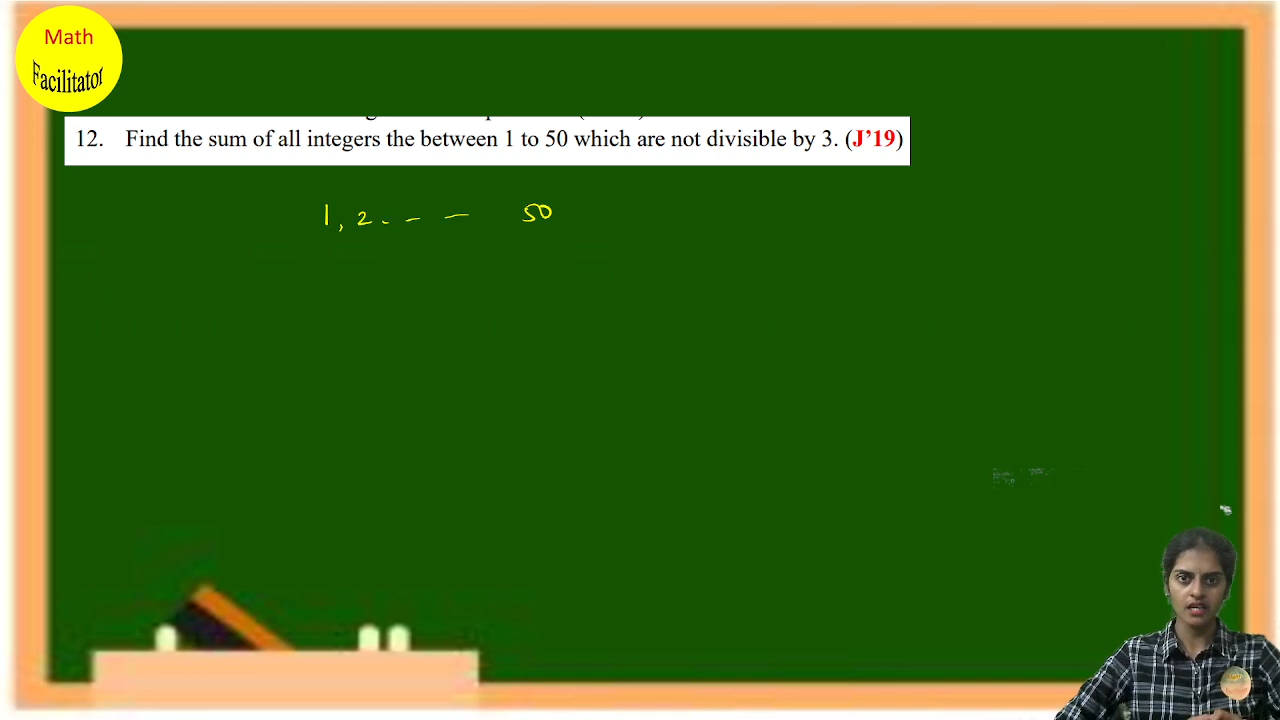 Math
Facilitator
12. Find the sum of all integers the between 1 to 50 which are not divisible by 3. (J’19)
1, 2. - - 50